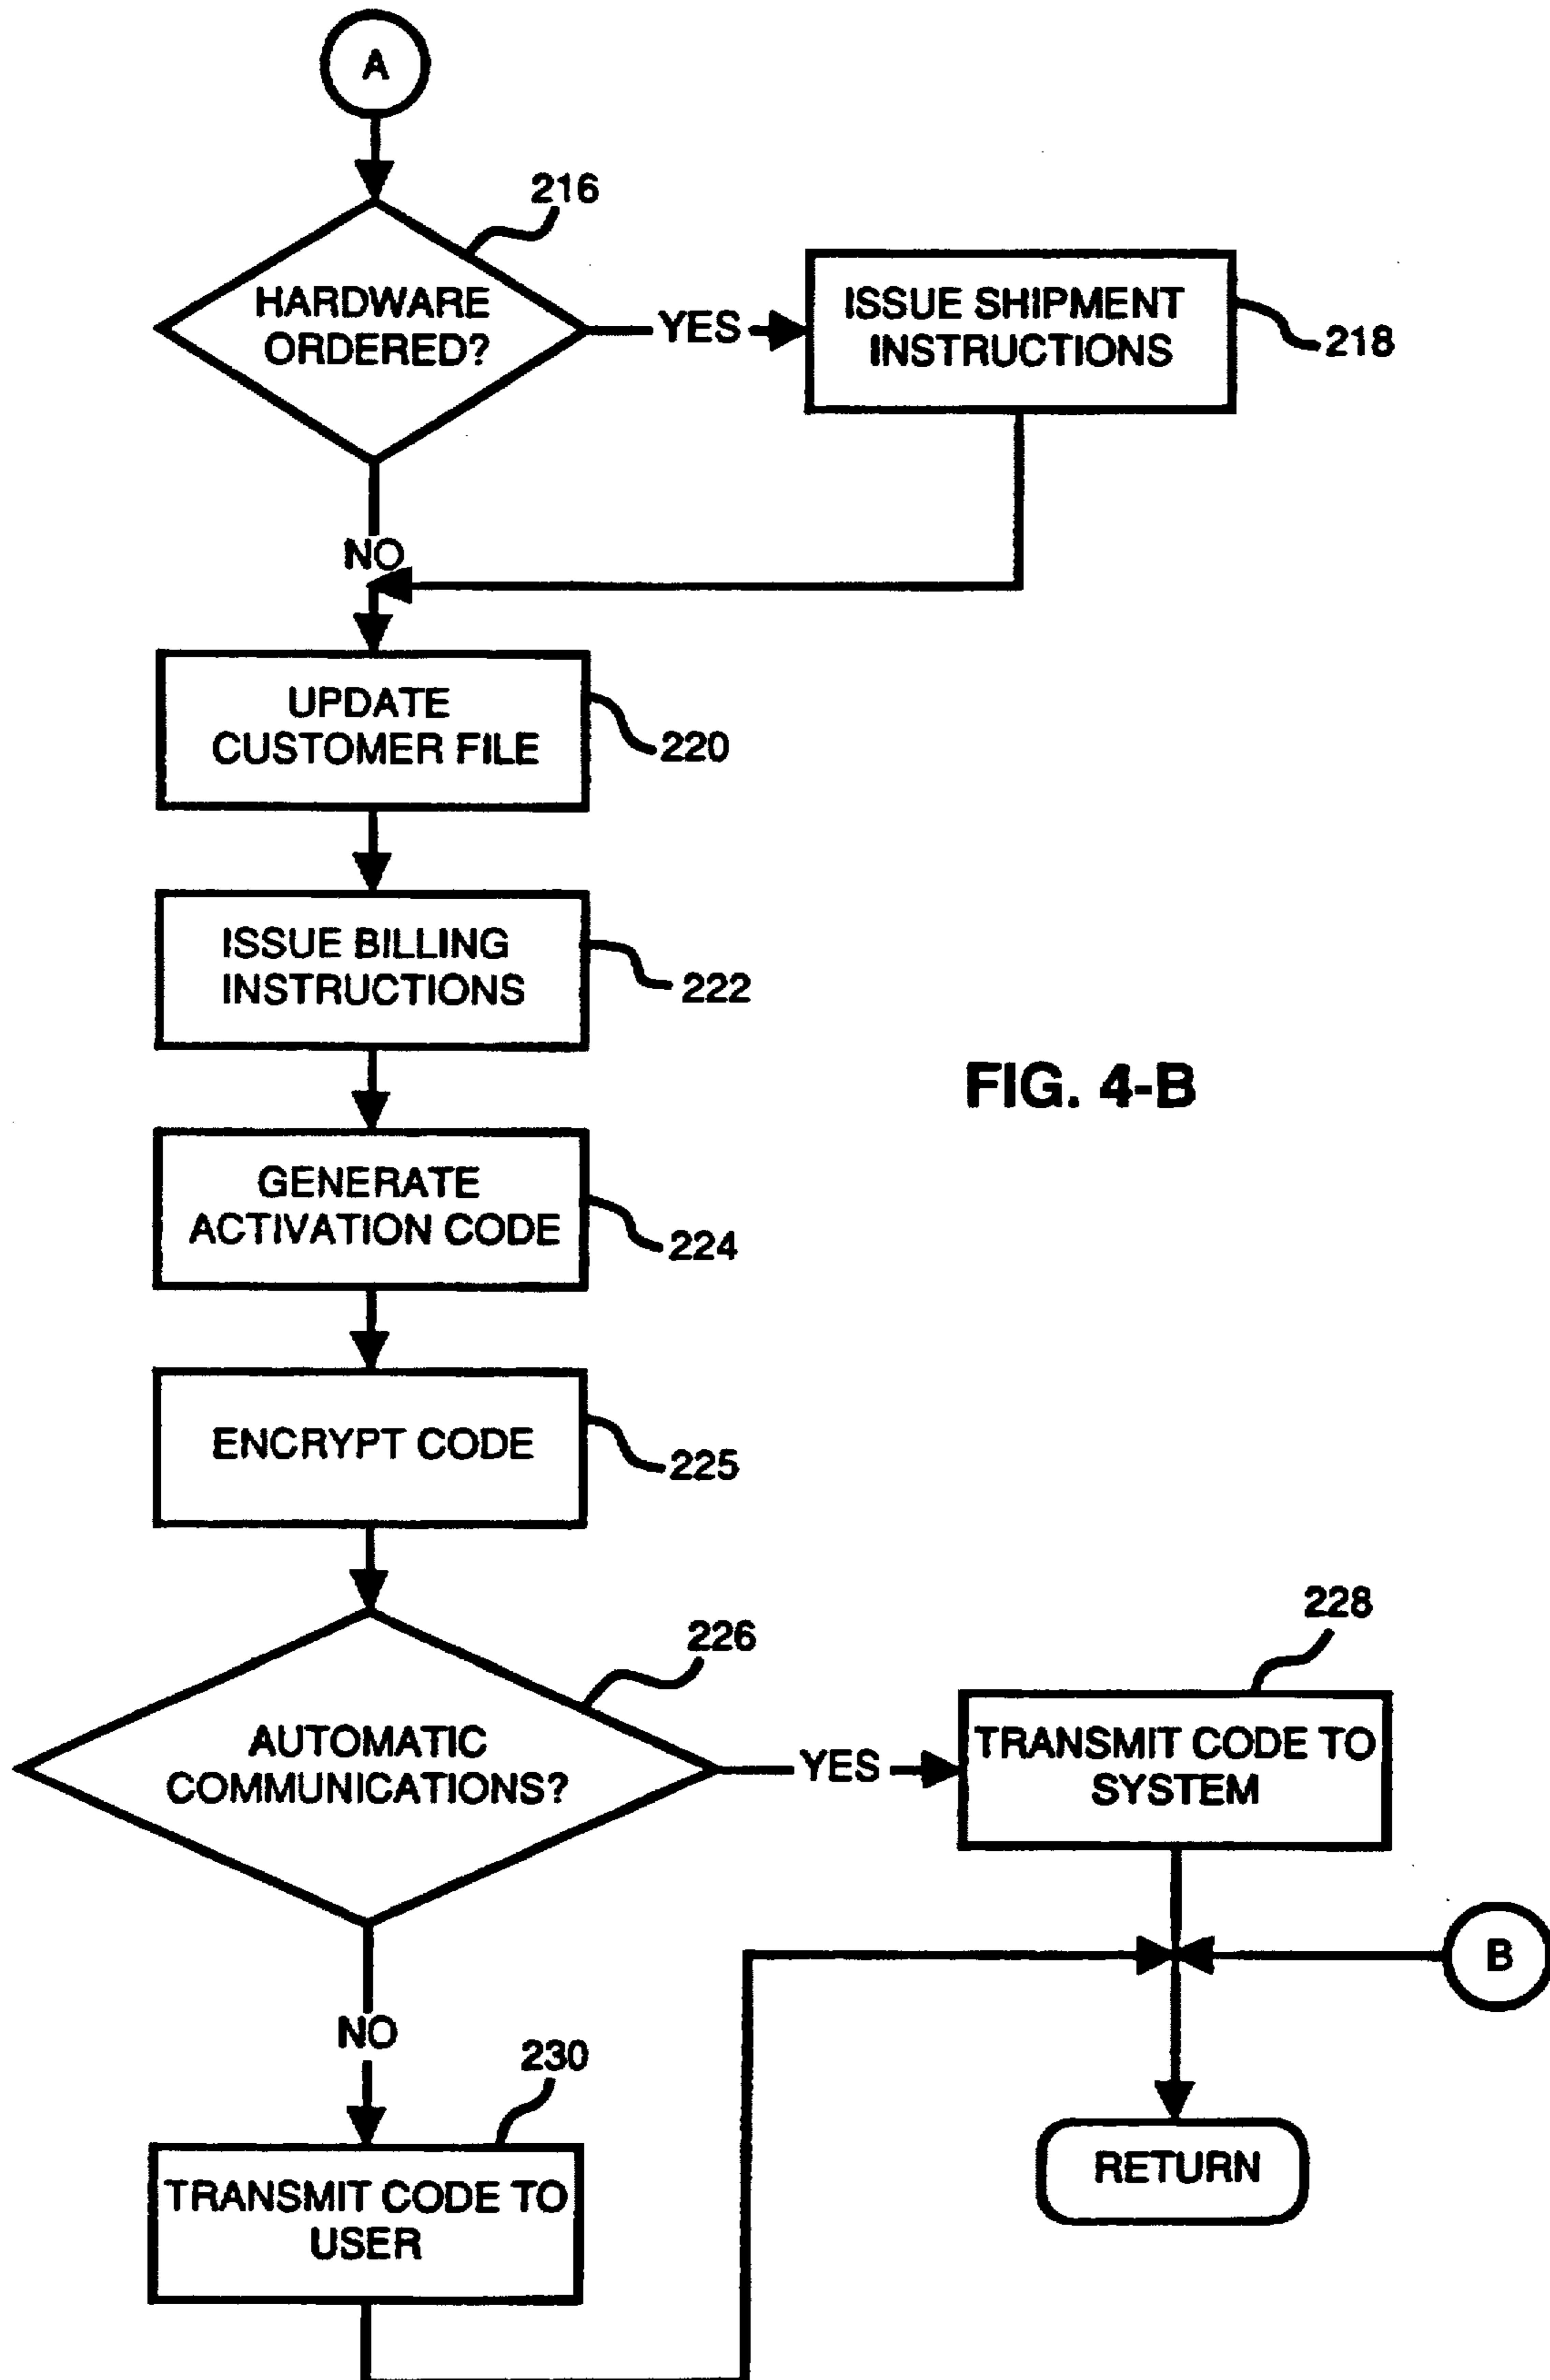 A
216
HARDWARE
ORDERED?
YES
ISSUE SHIPMENT
INSTRUCTIONS
218
NO
UPDATE
CUSTOMER FILE
220
ISSUE BILLING
INSTRUCTIONS
222
FIG. 4-B
GENERATE
ACTIVATION CODE
224
ENCRYPT CODE
225
226
AUTOMATIC
COMMUNICATIONS?
YES
228
TRANSMIT CODE TO
SYSTEM
B
NO
230
TRANSMIT CODE TO
USER
RETURN